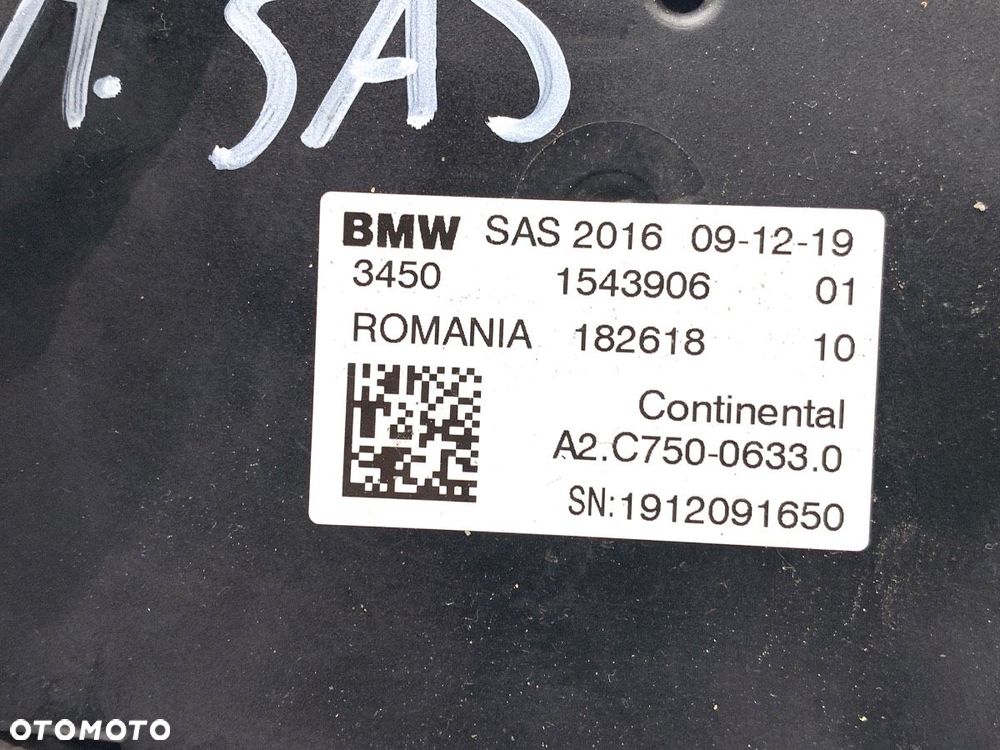 M. SAS
BMW SAS 2016 09-12-19
3450 1543906 01
ROMANIA 182618 10
Continental
A2.C750-0633.0
SN:1912091650
OTOMOTO